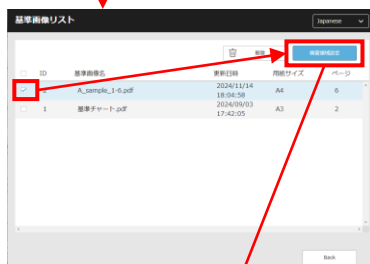 基準画像リスト
Japanese
削除
検査領域設定
ID 基準画像名 更新日時 用紙サイズ ページ
2 A_sample_1-6.pdf 2024/11/14 18:04:58 A4 6
1 基準チャート.pdf 2024/09/03 17:42:05 A3 2
Back